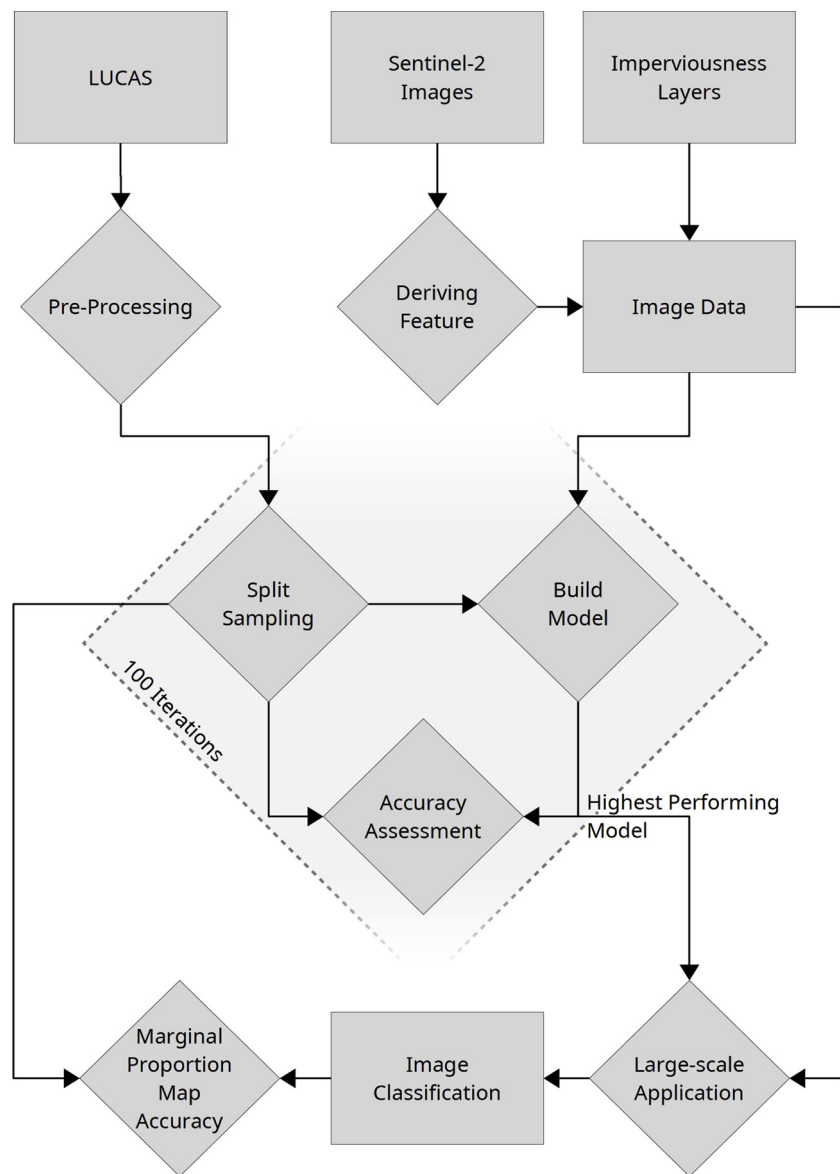 LUCAS
Sentinel-2
Images
Imperviousness
Layers
Pre-Processing
Deriving
Feature
Image Data
Split
Sampling
Build
Model
100 Iterations
Accuracy
Assessment
Highest Performing
Model
Marginal
Proportion
Map
Accuracy
Image
Classification
Large-scale
Application